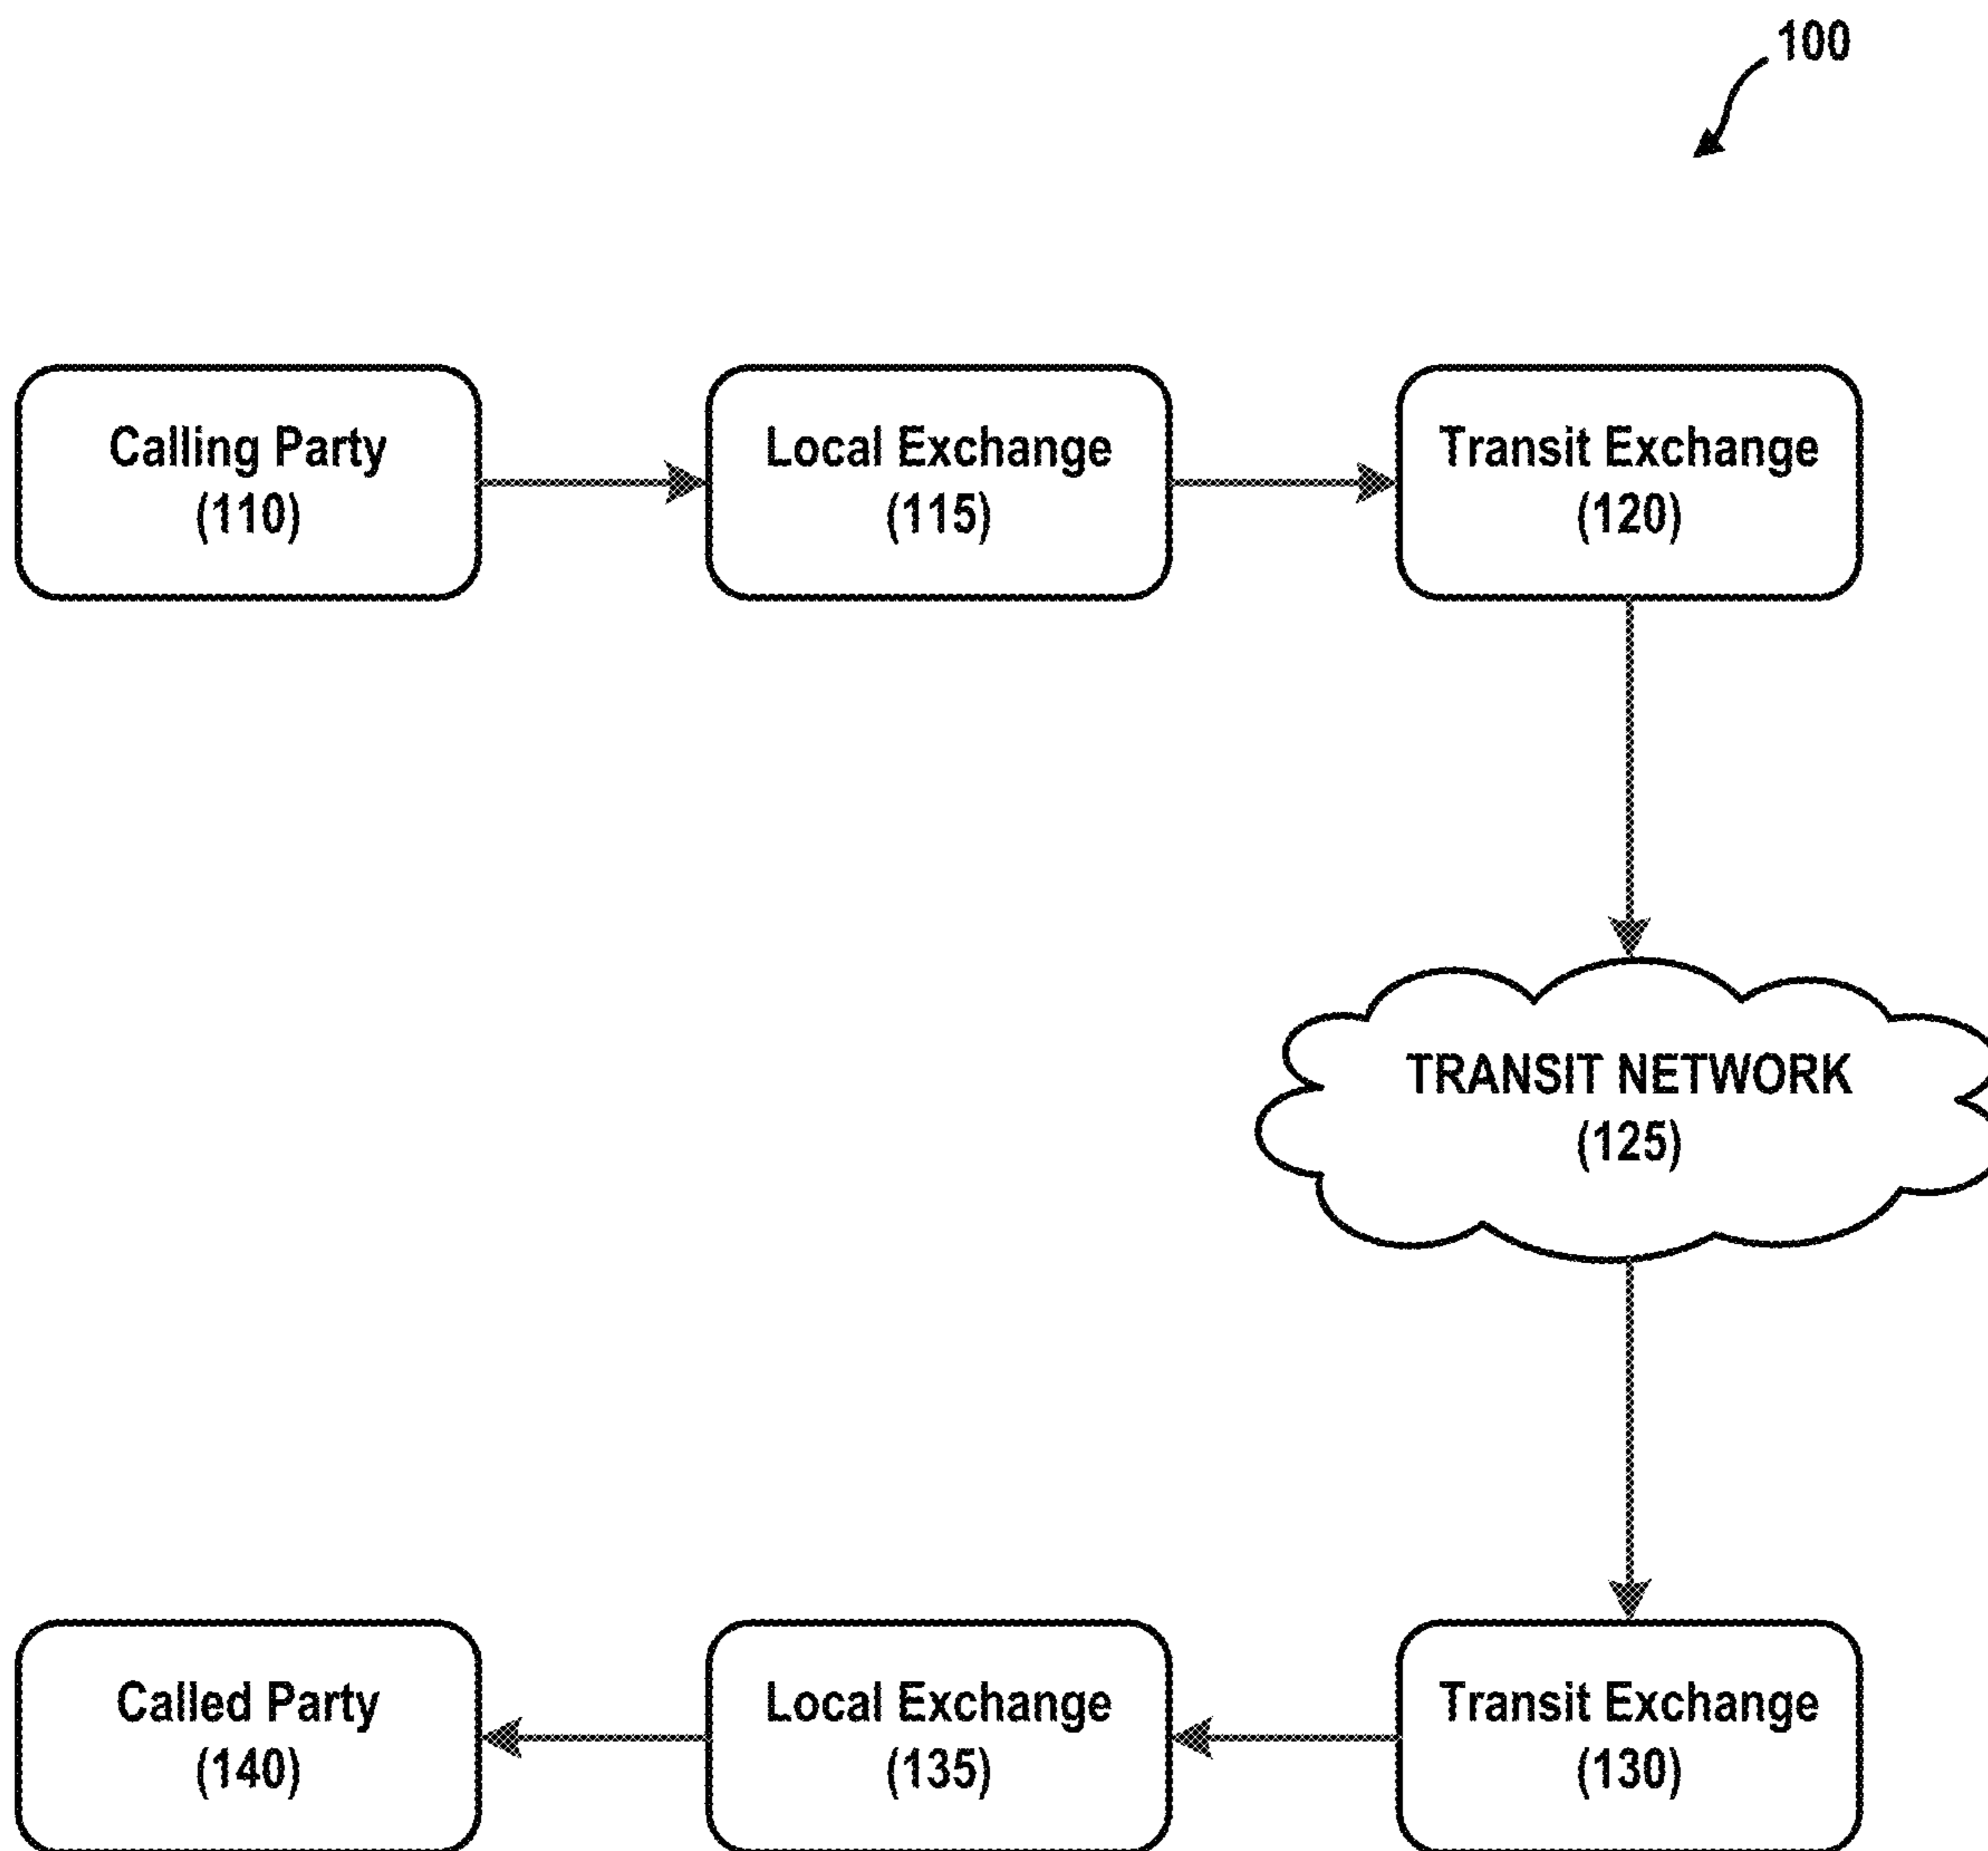 100
Calling Party
(110)
Local Exchange
(115)
Transit Exchange
(120)
TRANSIT NETWORK
(125)
Called Party
(140)
Local Exchange
(135)
Transit Exchange
(130)